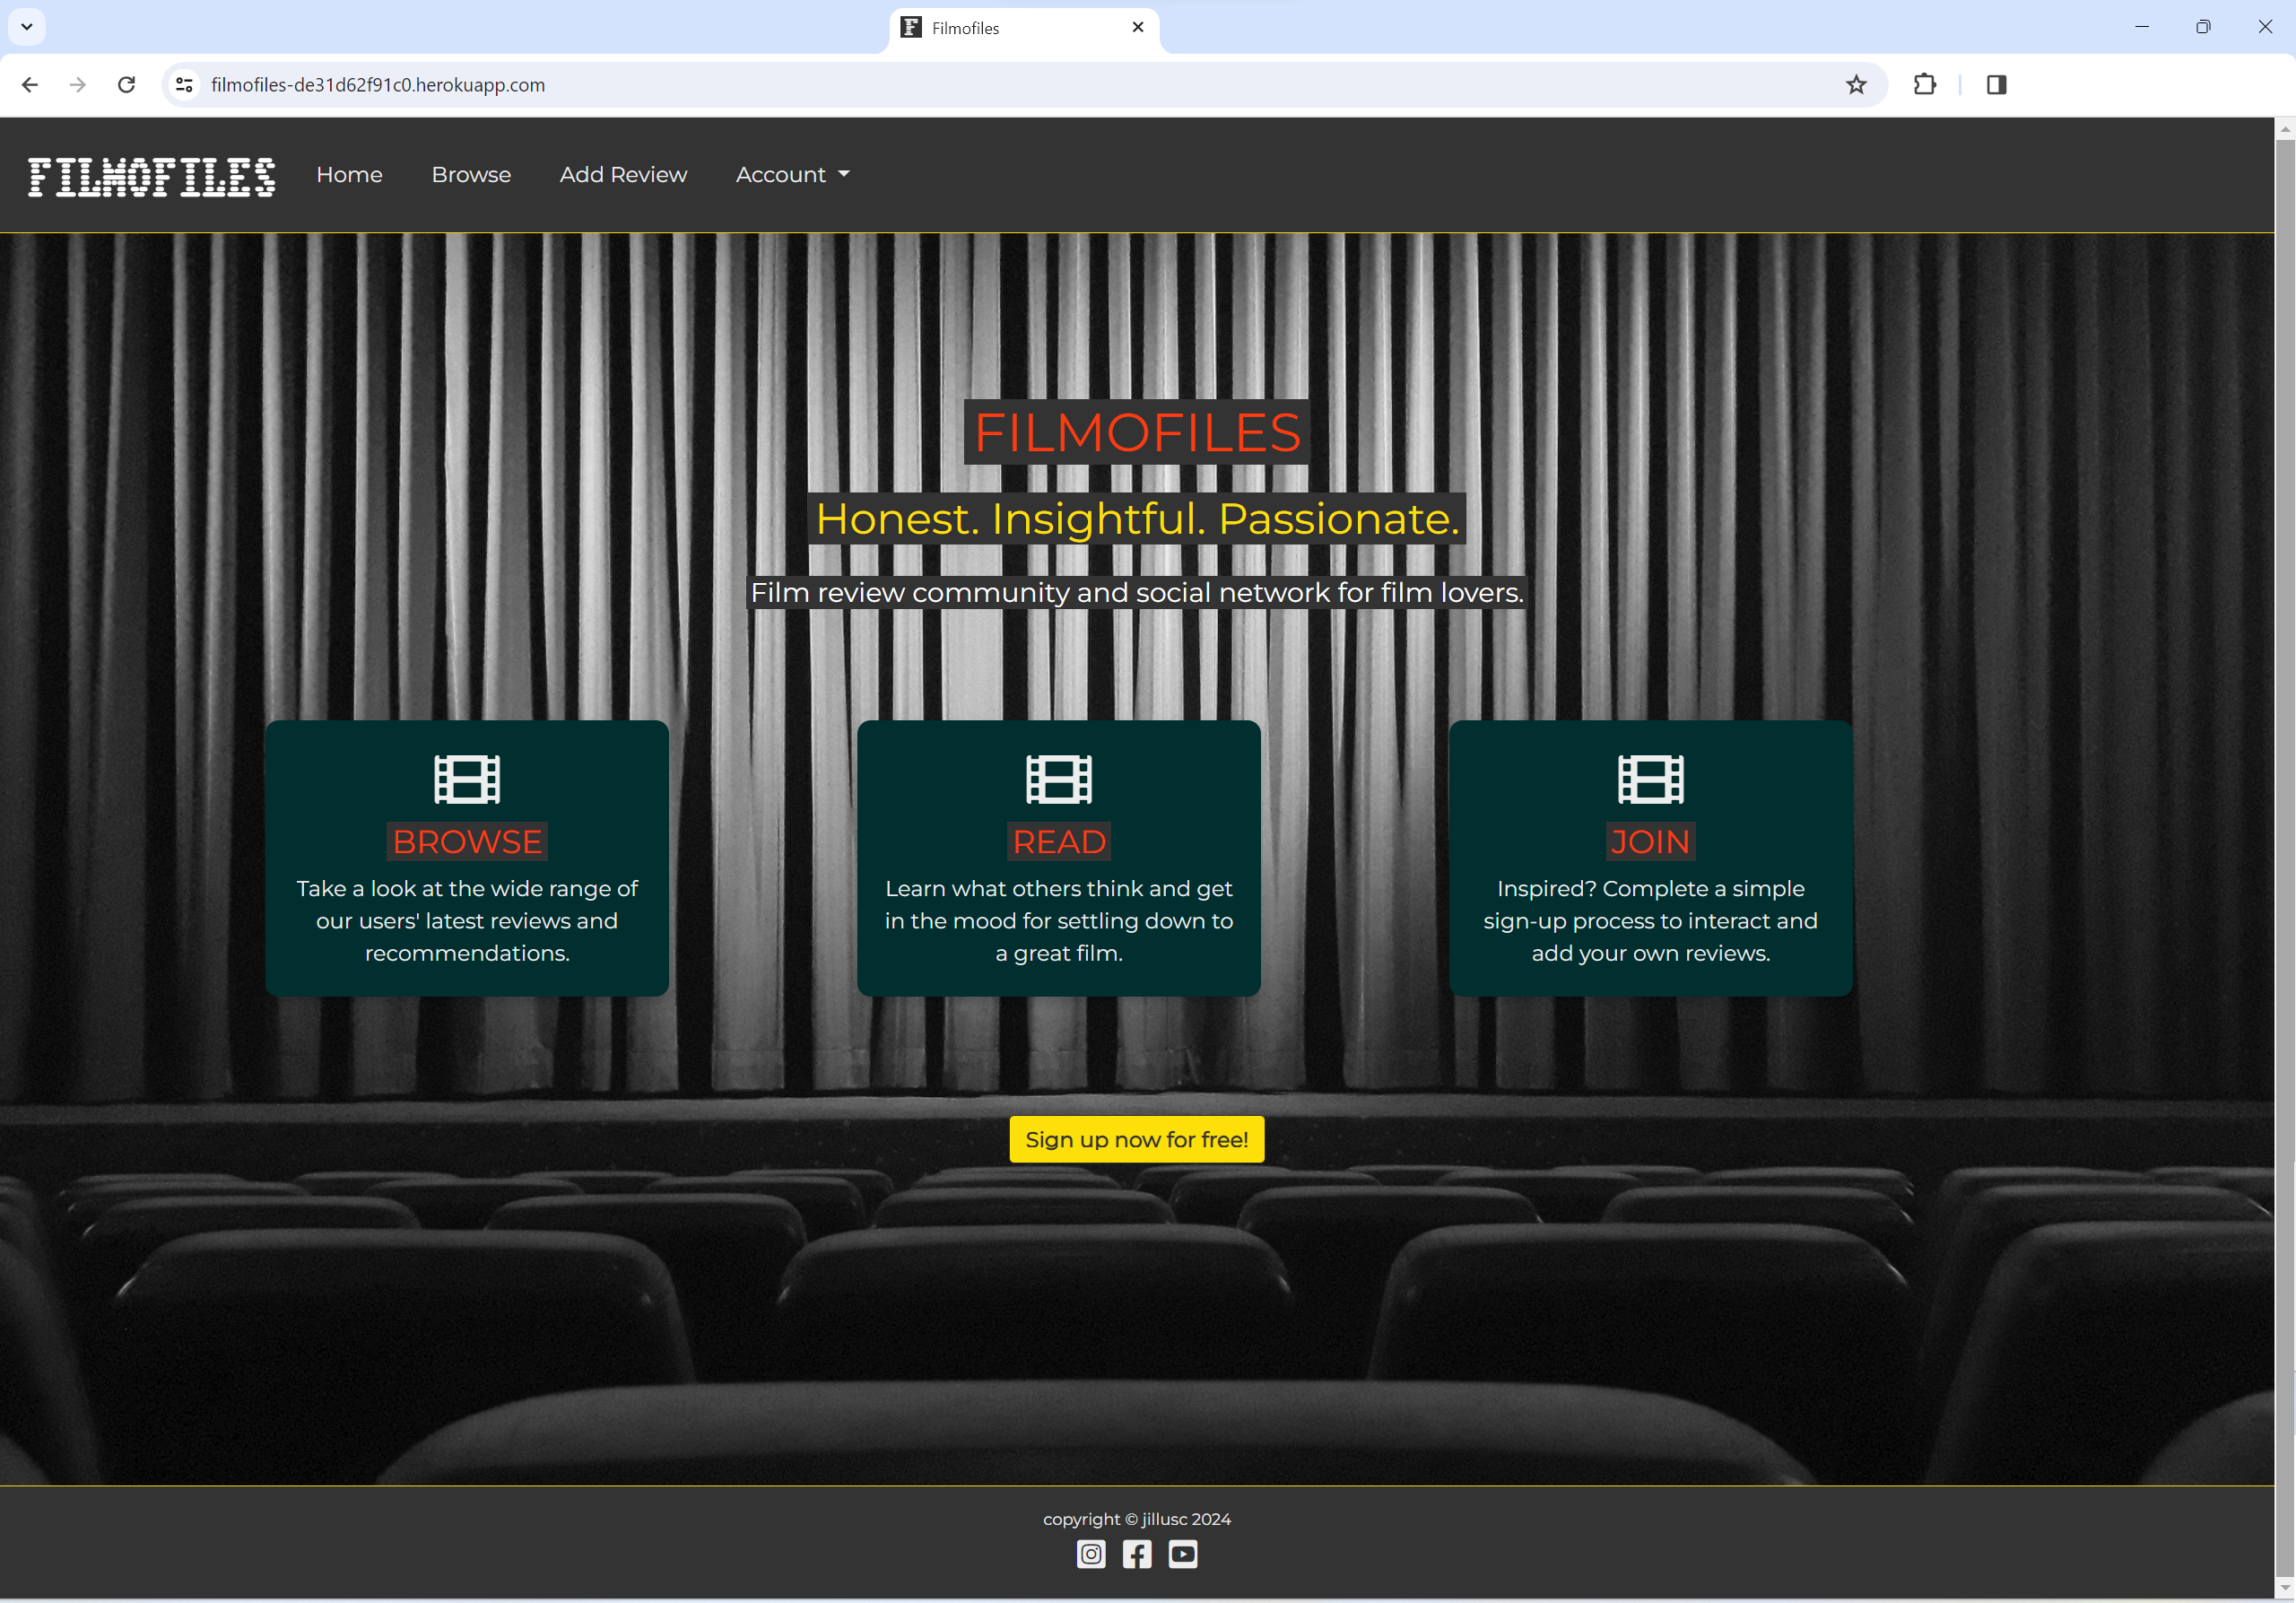 Filmofiles
filmofiles-de31d62f91c0.herokuapp.com
FILMOFILES
Home
Browse
Add Review
Account
FILMOFILES
Honest. Insightful. Passionate.
Film review community and social network for film lovers.
BROWSE
Take a look at the wide range of
our users' latest reviews and
recommendations.
READ
Learn what others think and get
in the mood for settling down to
a great film.
JOIN
Inspired? Complete a simple
sign-up process to interact and
add your own reviews.
Sign up now for free!
copyright © jillusc 2024